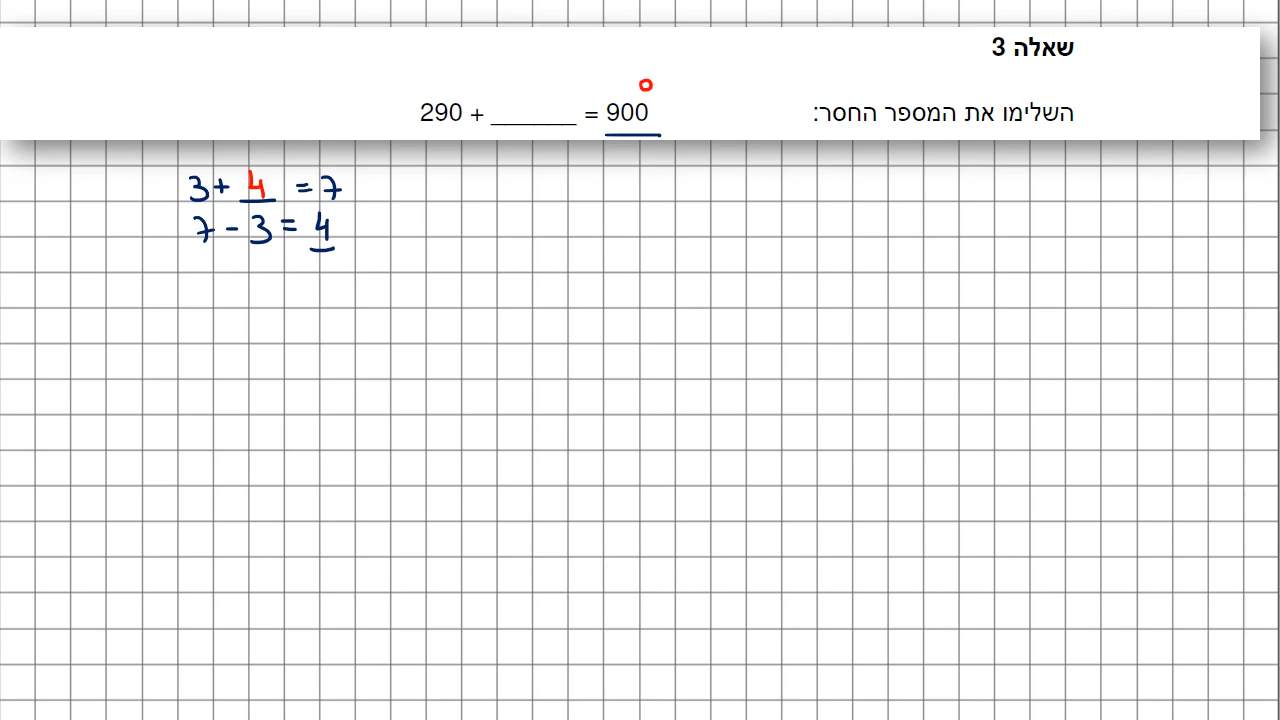 שאלה 3
השלימו את המספר החסר: 290 + ______ = 900
3 + 4 = 7
7 - 3 = 4